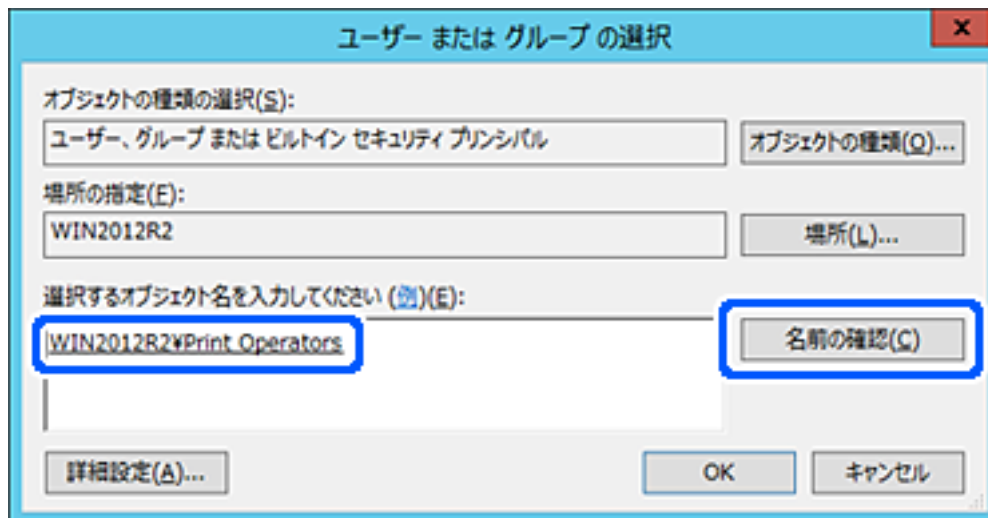 ユーザー または グループ の選択
x
オブジェクトの種類の選択(S):
ユーザー、グループ または ビルトイン セキュリティ プリンシパル
オブジェクトの種類(O)...
場所の指定(F):
WIN2012R2
場所(L)...
選択するオブジェクト名を入力してください (例)(E):
WIN2012R2¥Print Operators
名前の確認(C)
詳細設定(A)...
OK
キャンセル